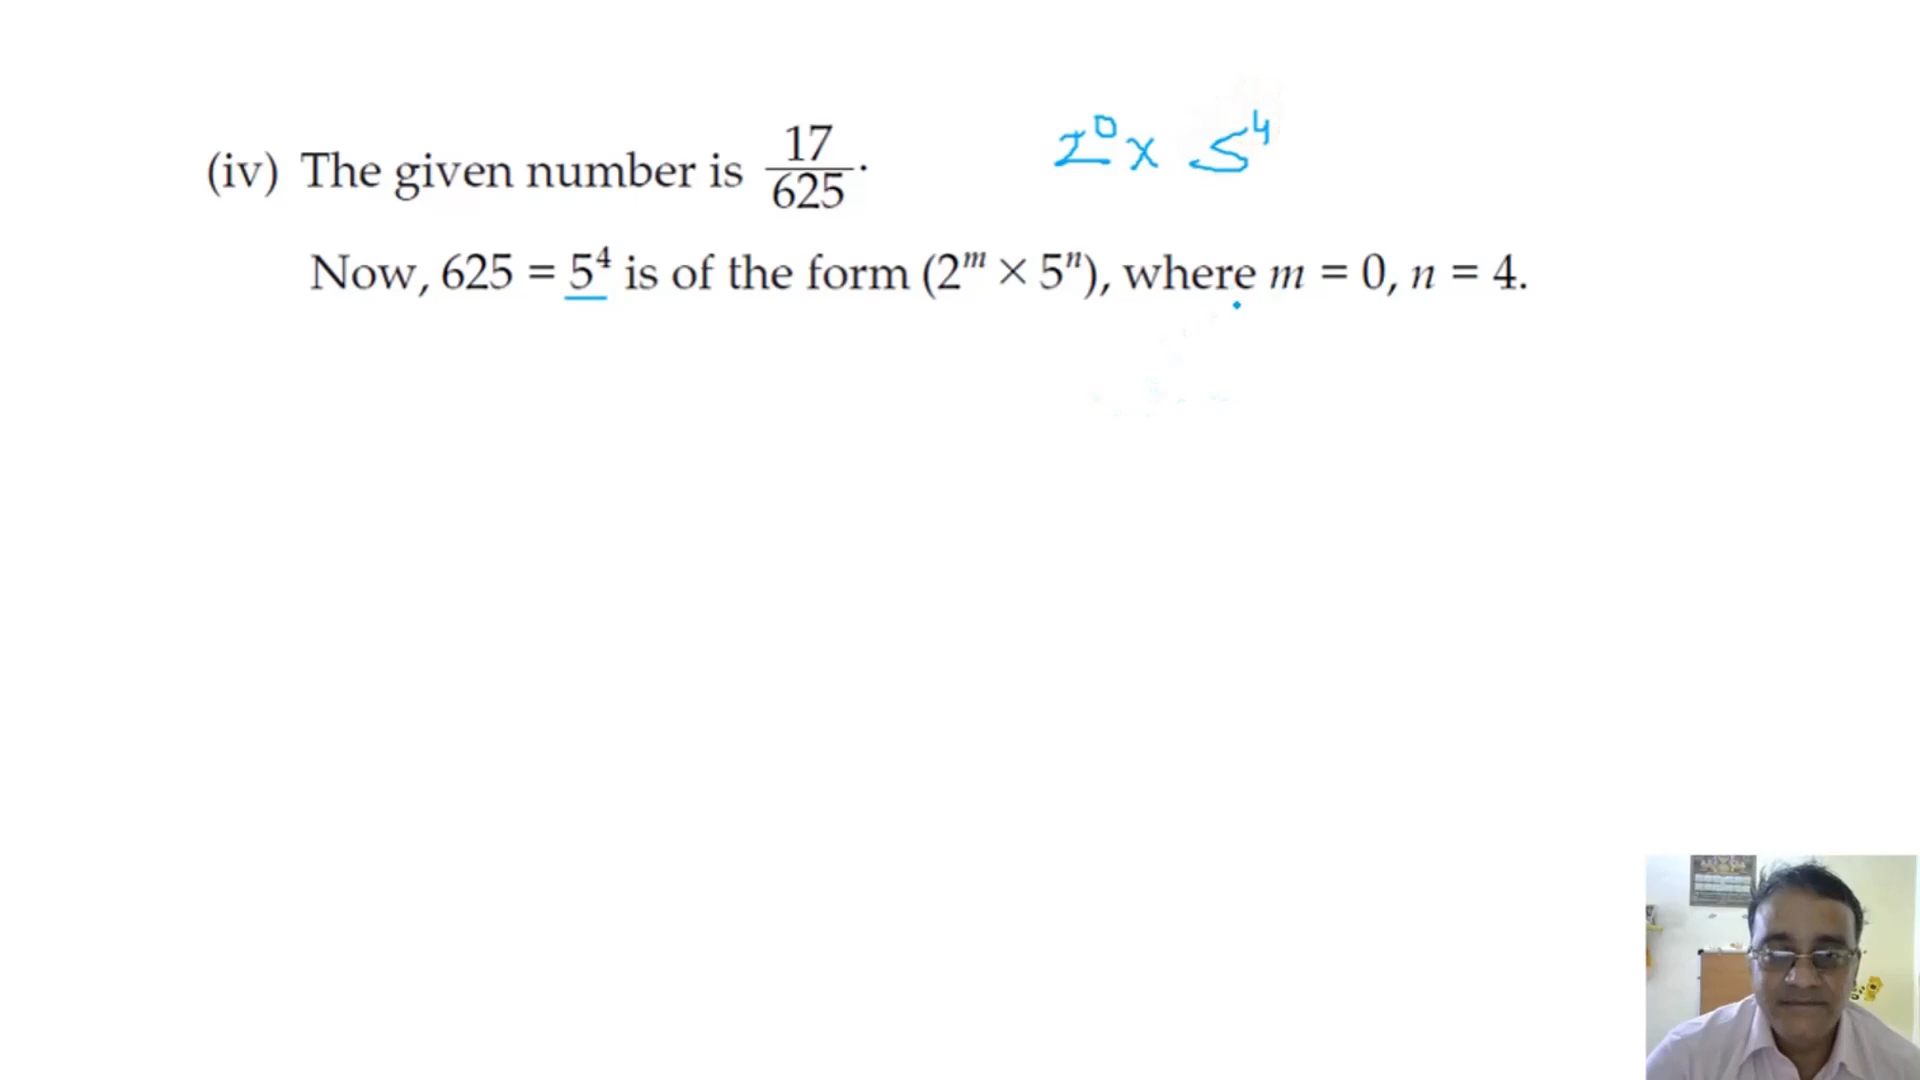 (iv) The given number is 17/625.
2⁰ x 5⁴
Now, 625 = 5⁴ is of the form (2ᵐ × 5ⁿ), where m = 0, n = 4.